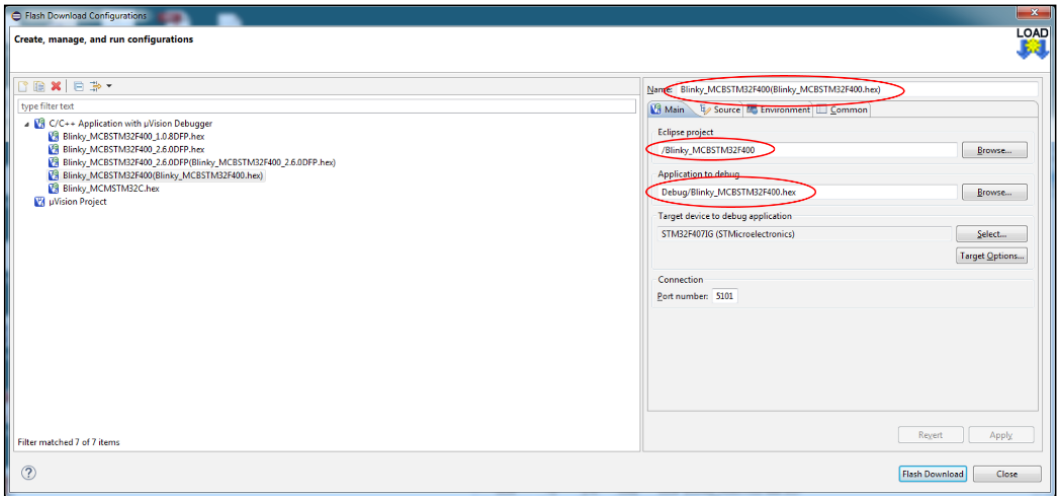 Flash Download Configurations
Create, manage, and run configurations
LOAD
type filter text
C/C++ Application with µVision Debugger
Blinky_MCBSTM32F400_1.0.8DFP.hex
Blinky_MCBSTM32F400_2.6.0DFP.hex
Blinky_MCBSTM32F400_2.6.0DFP(Blinky_MCBSTM32F400_2.6.0DFP.hex)
Blinky_MCBSTM32F400(Blinky_MCBSTM32F400.hex)
Blinky_MCMSTM32C.hex
µVision Project
Filter matched 7 of 7 items
Name: Blinky_MCBSTM32F400(Blinky_MCBSTM32F400.hex)
Main Source Environment Common
Eclipse project
/Blinky_MCBSTM32F400 Browse...
Application to debug
Debug/Blinky_MCBSTM32F400.hex Browse...
Target device to debug application
STM32F407IG (STMicroelectronics) Select...
Target Options...
Connection
Port number: 5101
Revert Apply
? Flash Download Close